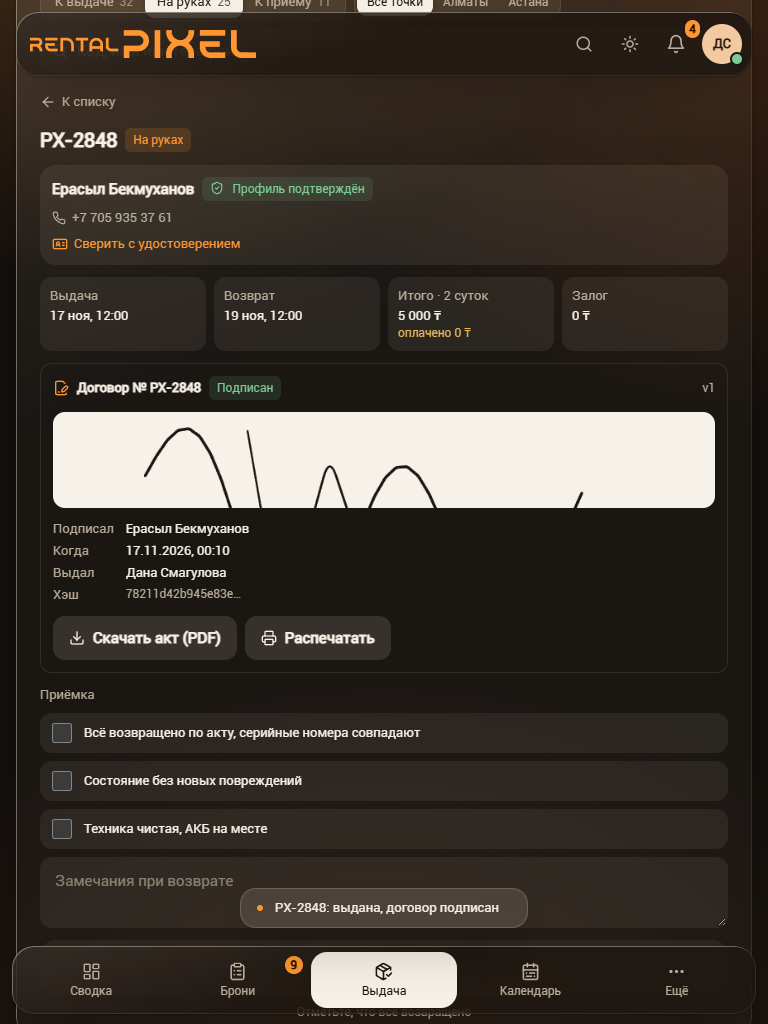 К выдаче 32 На руках 25 К приёму 11 Все точки Алматы Астана
RENTAL PIXEL
4
ДС
К списку
PX-2848 На руках
Ерасыл Бекмуханов Профиль подтверждён
+7 705 935 37 61
Сверить с удостоверением
Выдача
17 ноя, 12:00
Возврат
19 ноя, 12:00
Итого · 2 суток
5 000 ₸
оплачено 0 ₸
Залог
0 ₸
Договор № PX-2848 Подписан v1
Подписал Ерасыл Бекмуханов
Когда 17.11.2026, 00:10
Выдал Дана Смагулова
Хэш 78211d42b945e83e…
Скачать акт (PDF) Распечатать
Приёмка
Всё возвращено по акту, серийные номера совпадают
Состояние без новых повреждений
Техника чистая, АКБ на месте
Замечания при возврате
PX-2848: выдана, договор подписан
9
Сводка Брони Выдача Календарь Ещё
Отметьте, что всё возвращено